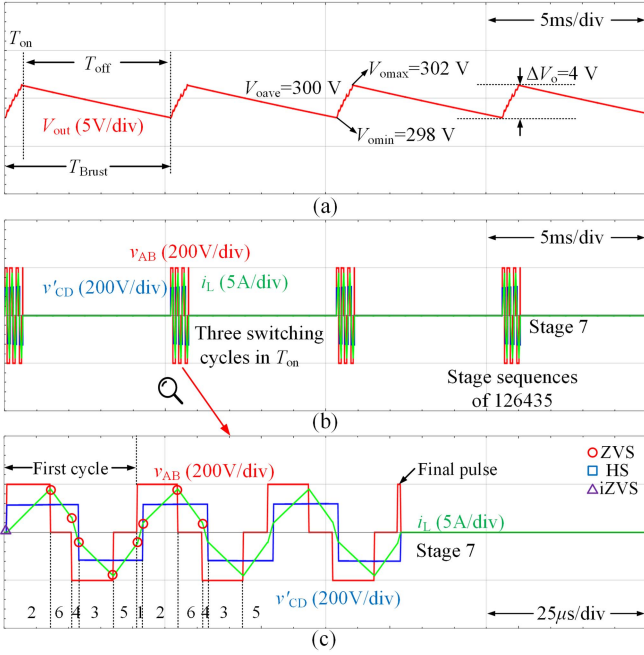 5ms/div
T_on
T_off
V_omax=302 V
V_oave=300 V
ΔV_o=4 V
V_out (5V/div)
V_omin=298 V
T_Brust
(a)
v_AB (200V/div)
5ms/div
v'_CD (200V/div)
i_L (5A/div)
Three switching
cycles in T_on
Stage 7
Stage sequences
of 126435
(b)
ZVS
HS
iZVS
First cycle
v_AB (200V/div)
Final pulse
i_L (5A/div)
Stage 7
v'_CD (200V/div)
2 6 4 3 5 1 2 6 4 3 5
25μs/div
(c)